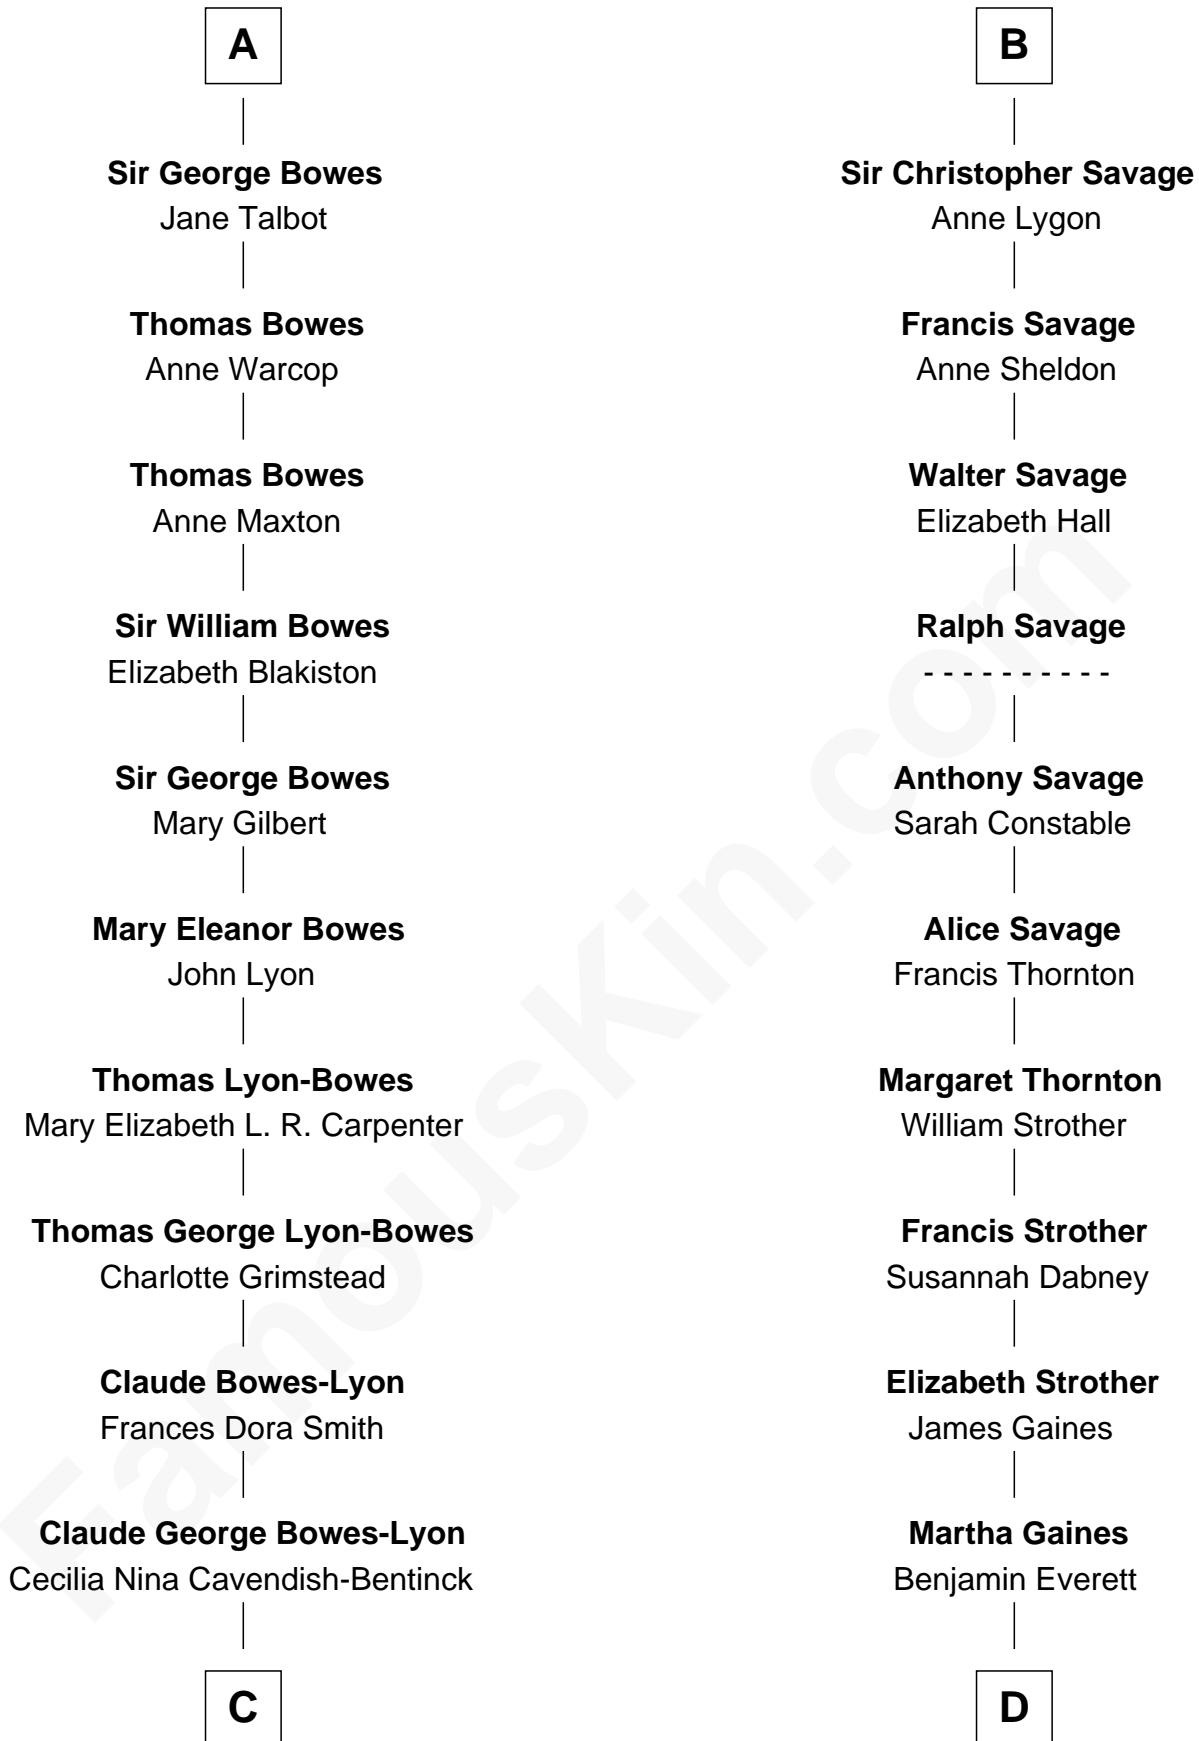 A
Sir George Bowes
Jane Talbot
Thomas Bowes
Anne Warcop
Thomas Bowes
Anne Maxton
Sir William Bowes
Elizabeth Blakiston
Sir George Bowes
Mary Gilbert
Mary Eleanor Bowes
John Lyon
Thomas Lyon-Bowes
Mary Elizabeth L. R. Carpenter
Thomas George Lyon-Bowes
Charlotte Grimstead
Claude Bowes-Lyon
Frances Dora Smith
Claude George Bowes-Lyon
Cecilia Nina Cavendish-Bentinck
C
B
Sir Christopher Savage
Anne Lygon
Francis Savage
Anne Sheldon
Walter Savage
Elizabeth Hall
Ralph Savage
- - - - - - - - - -
Anthony Savage
Sarah Constable
Alice Savage
Francis Thornton
Margaret Thornton
William Strother
Francis Strother
Susannah Dabney
Elizabeth Strother
James Gaines
Martha Gaines
Benjamin Everett
D
FamousKin.com